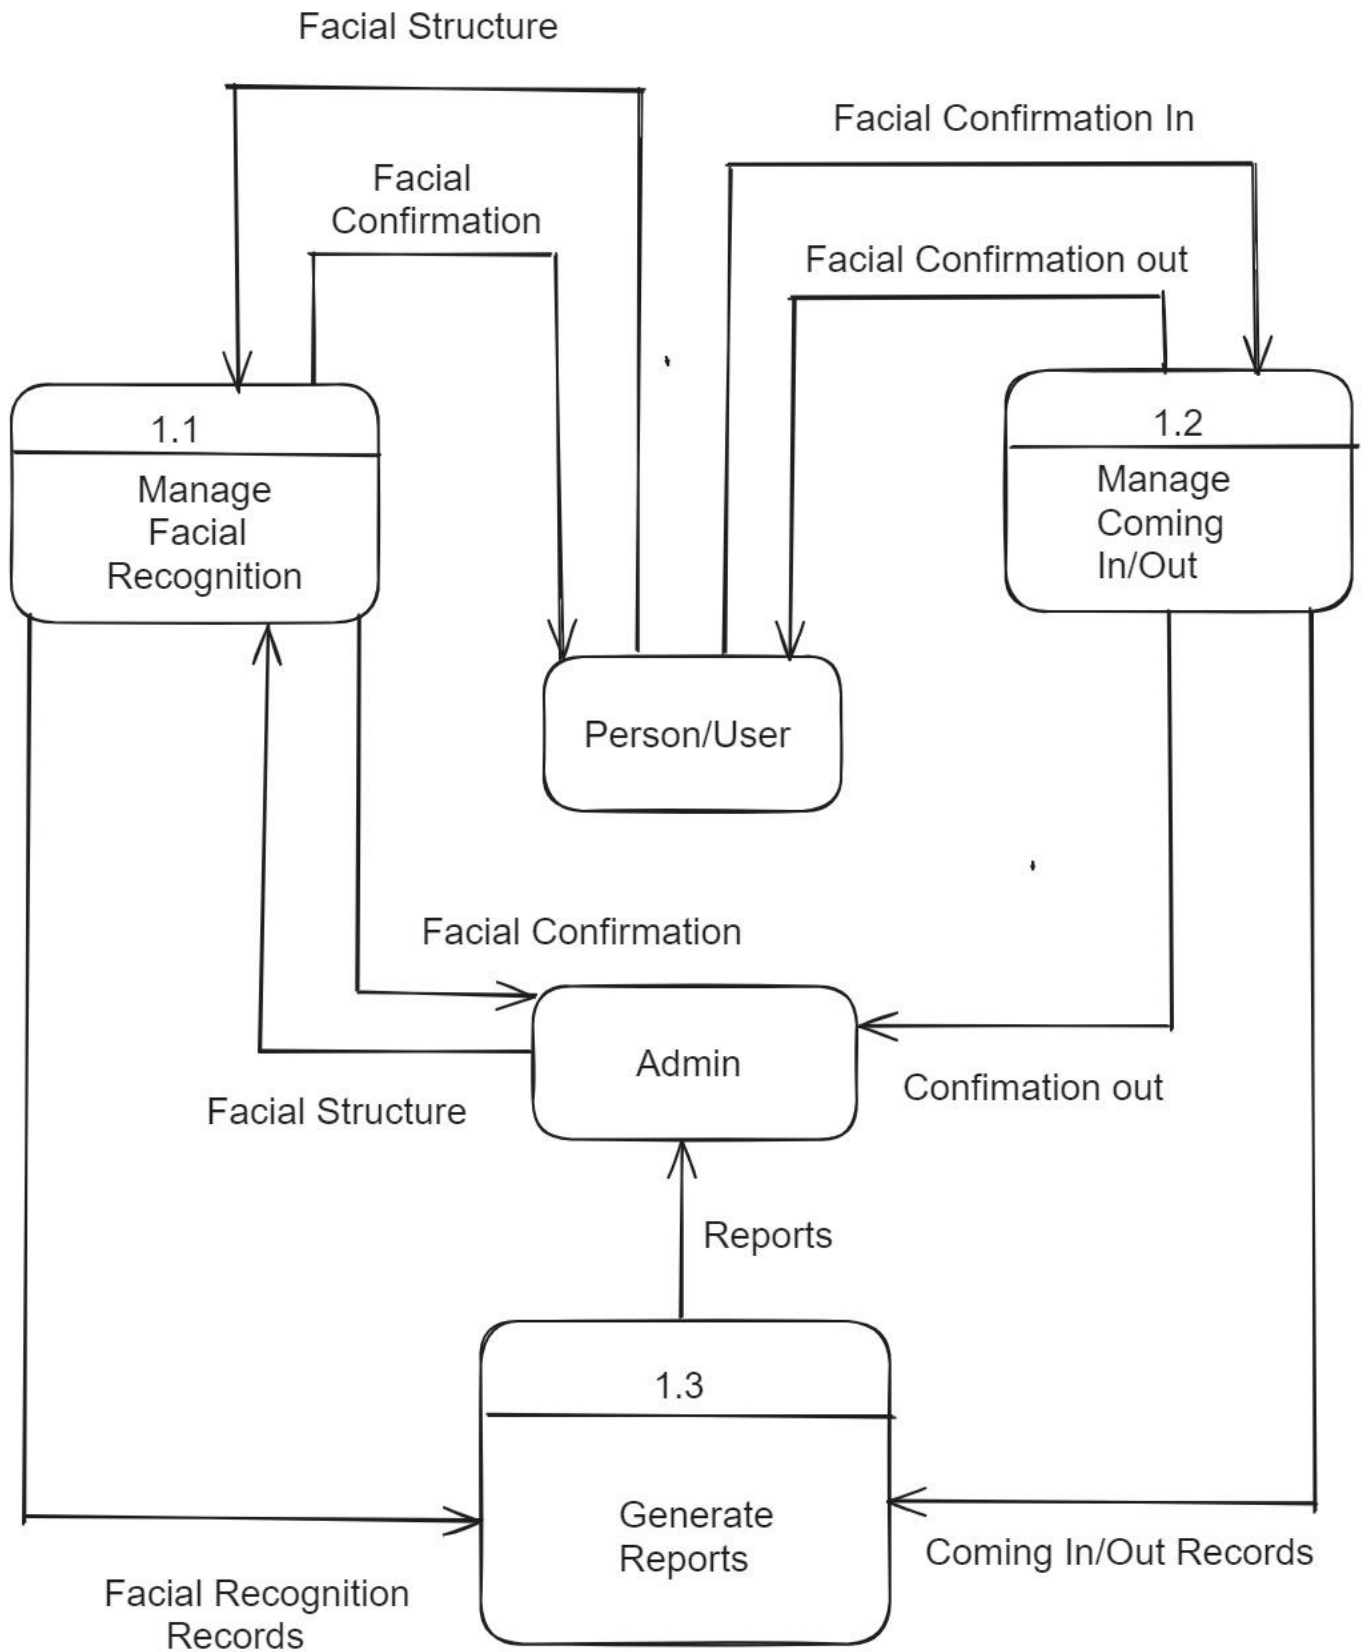 Facial Structure
Facial Confirmation In
Facial
Confirmation
Facial Confirmation out
1.1
Manage
Facial
Recognition
1.2
Manage
Coming
In/Out
Person/User
Facial Confirmation
Admin
Facial Structure
Confimation out
Reports
1.3
Generate
Reports
Coming In/Out Records
Facial Recognition
Records